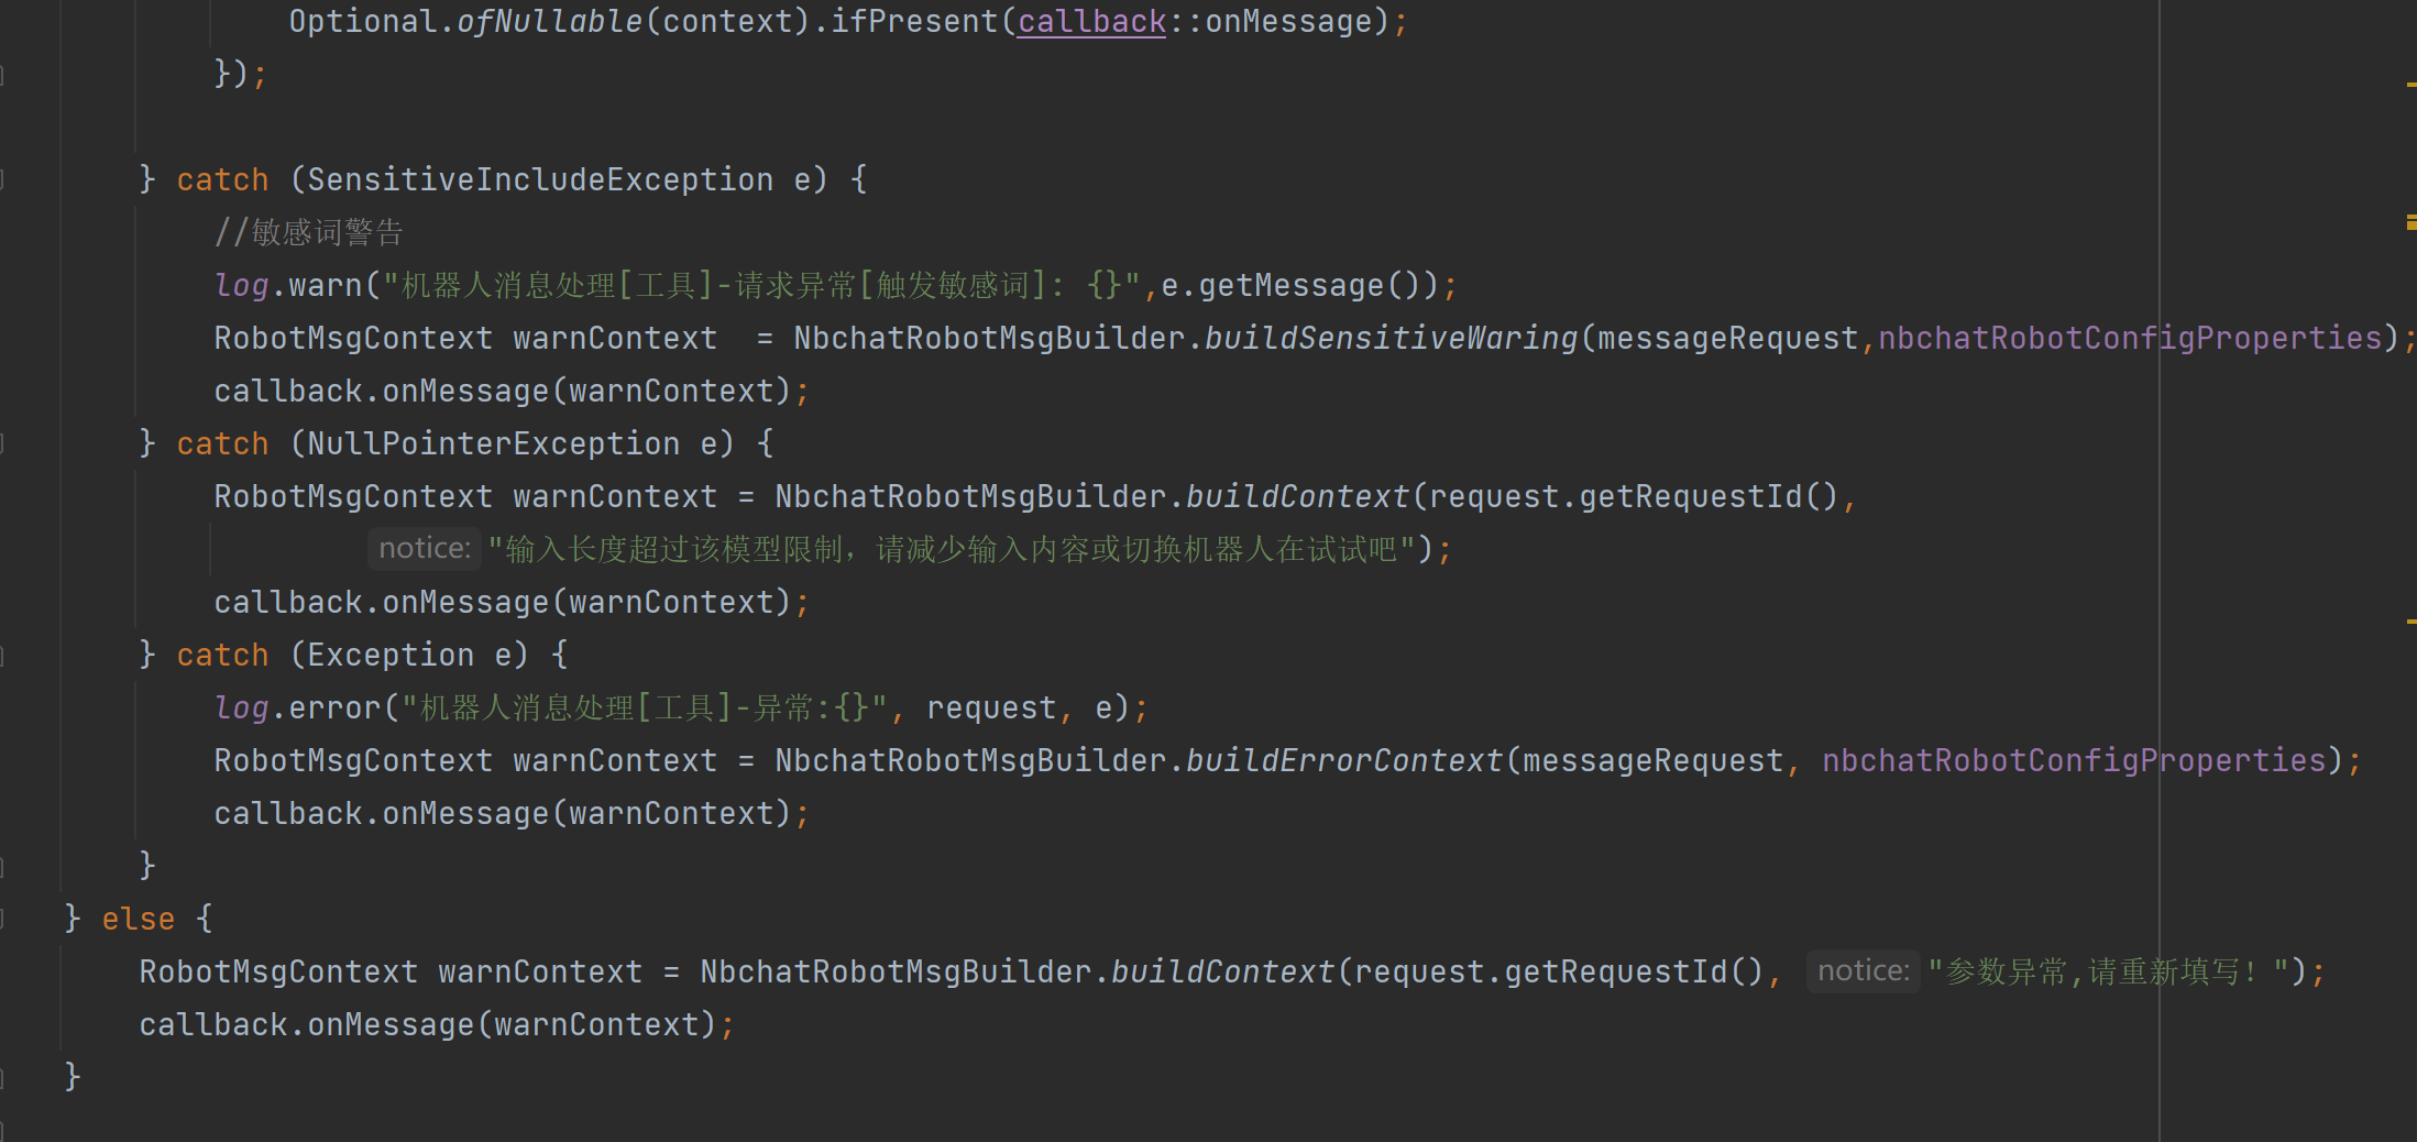 Optional.ofNullable(context).ifPresent(callback::onMessage);
});
} catch (SensitiveIncludeException e) {
//敏感词警告
log.warn("机器人消息处理[工具]-请求异常[触发敏感词]: {}",e.getMessage());
RobotMsgContext warnContext  = NbchatRobotMsgBuilder.buildSensitiveWaring(messageRequest,nbchatRobotConfigProperties);
callback.onMessage(warnContext);
} catch (NullPointerException e) {
RobotMsgContext warnContext = NbchatRobotMsgBuilder.buildContext(request.getRequestId(),
notice: "输入长度超过该模型限制，请减少输入内容或切换机器人在试试吧");
callback.onMessage(warnContext);
} catch (Exception e) {
log.error("机器人消息处理[工具]-异常:{}", request, e);
RobotMsgContext warnContext = NbchatRobotMsgBuilder.buildErrorContext(messageRequest, nbchatRobotConfigProperties);
callback.onMessage(warnContext);
}
} else {
RobotMsgContext warnContext = NbchatRobotMsgBuilder.buildContext(request.getRequestId(), notice: "参数异常,请重新填写！");
callback.onMessage(warnContext);
}